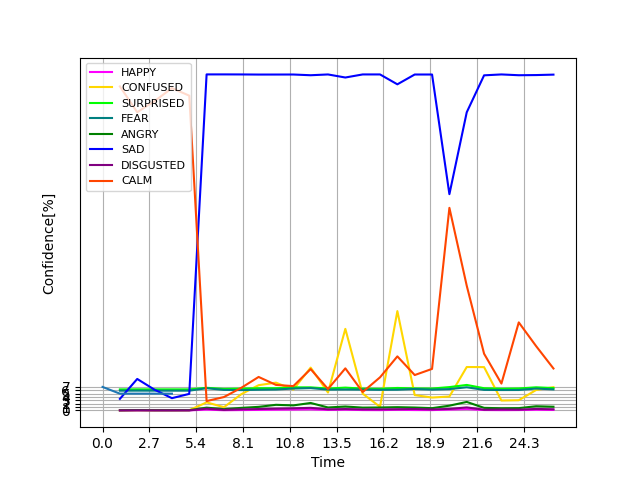 HAPPY
CONFUSED
SURPRISED
FEAR
ANGRY
SAD
DISGUSTED
CALM
Confidence[%]
7
0.0 2.7 5.4 8.1 10.8 13.5 16.2 18.9 21.6 24.3
Time